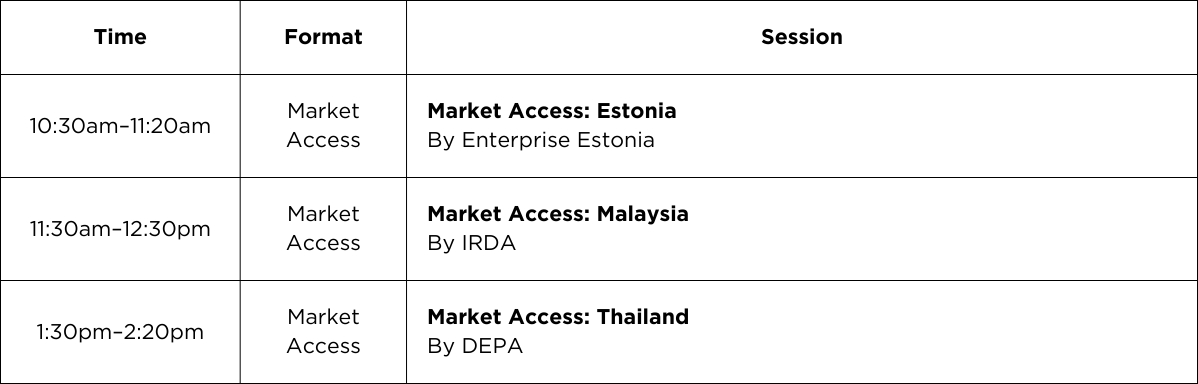 Time Format Session
10:30am–11:20am
Market
Access
Market Access: Estonia
By Enterprise Estonia
11:30am–12:30pm
Market
Access
Market Access: Malaysia
By IRDA
1:30pm–2:20pm
Market
Access
Market Access: Thailand
By DEPA